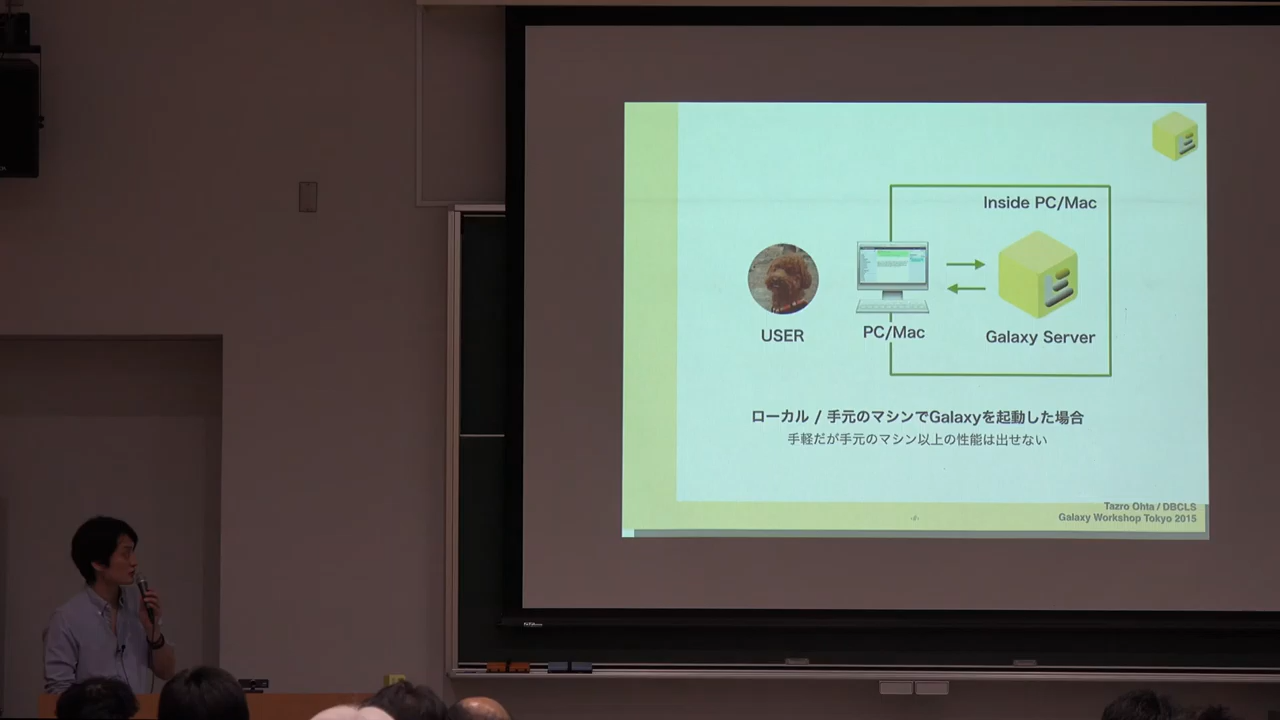 Inside PC/Mac
USER
PC/Mac
Galaxy Server
ローカル / 手元のマシンでGalaxyを起動した場合
手軽だが手元のマシン以上の性能は出せない
Tazro Ohta / DBCLS
Galaxy Workshop Tokyo 2015